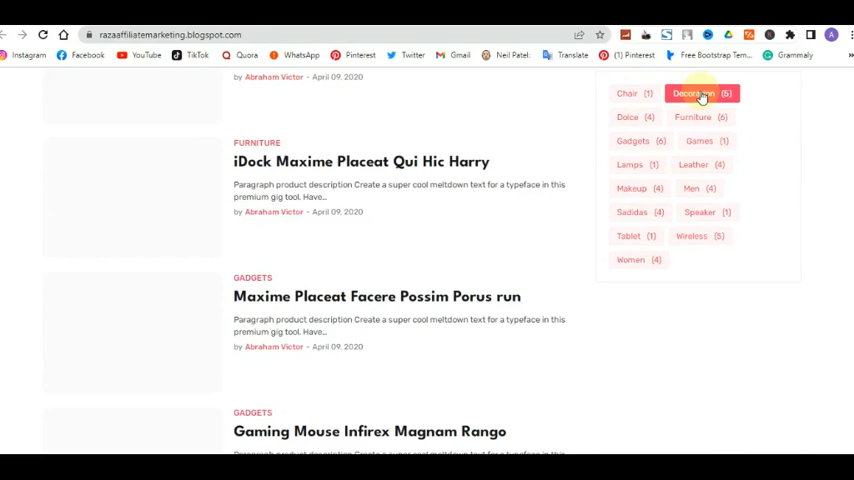 razaaffiliatemarketing.blogspot.com
A
Instagram Facebook YouTube TikTok Quora WhatsApp Pinterest Twitter Gmail Neil Patel: Translate (1) Pinterest Free Bootstrap Tem... Grammaly
by Abraham Victor - April 09, 2020
FURNITURE
iDock Maxime Placeat Qui Hic Harry
Paragraph product description Create a super cool meltdown text for a typeface in this
premium gig tool. Have...
by Abraham Victor - April 09, 2020
GADGETS
Maxime Placeat Facere Possim Porus run
Paragraph product description Create a super cool meltdown text for a typeface in this
premium gig tool. Have...
by Abraham Victor - April 09, 2020
GADGETS
Gaming Mouse Infirex Magnam Rango
Chair (1) Decoration (5)
Dolce (4) Furniture (6)
Gadgets (6) Games (1)
Lamps (1) Leather (4)
Makeup (4) Men (4)
Sadidas (4) Speaker (1)
Tablet (1) Wireless (5)
Women (4)